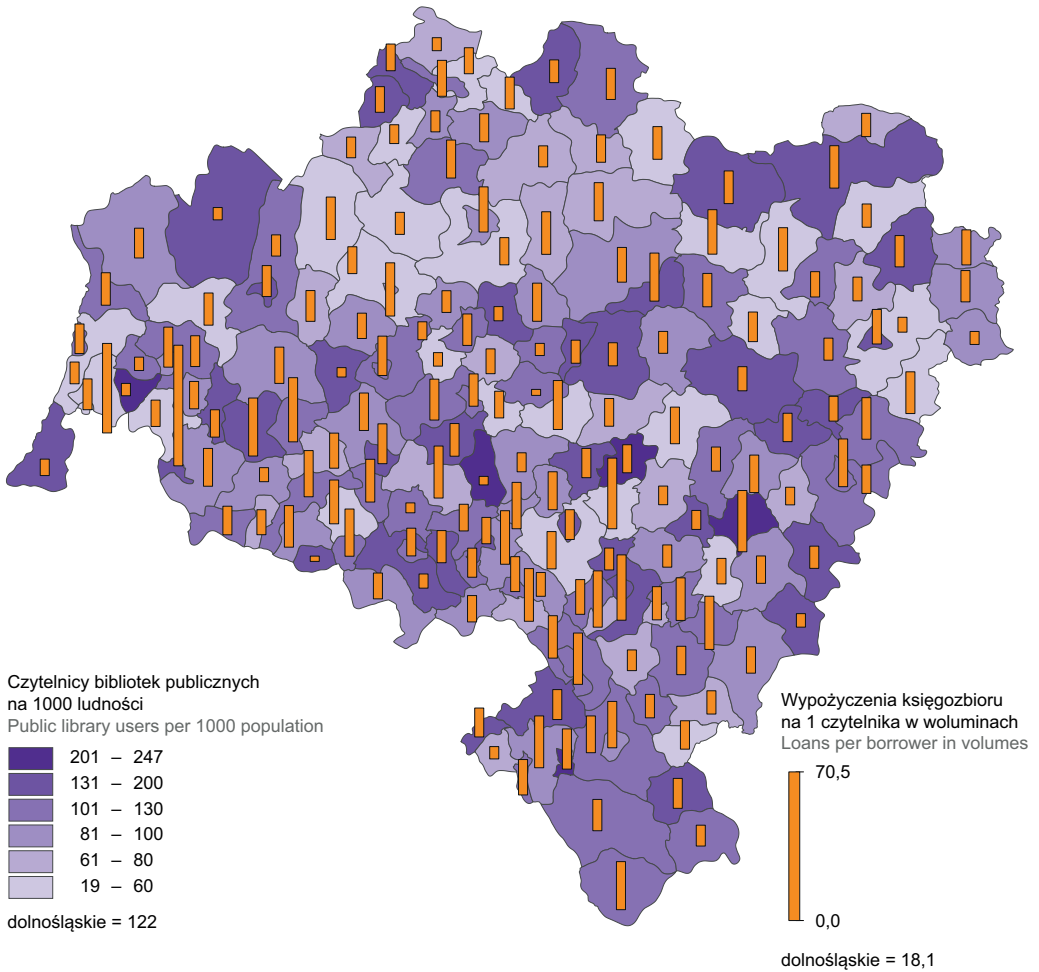 Czytelnicy bibliotek publicznych
na 1000 ludności
Public library users per 1000 population
201 – 247
131 – 200
101 – 130
81 – 100
61 – 80
19 – 60
dolnośląskie = 122
Wypożyczenia księgozbioru
na 1 czytelnika w woluminach
Loans per borrower in volumes
70,5
0,0
dolnośląskie = 18,1